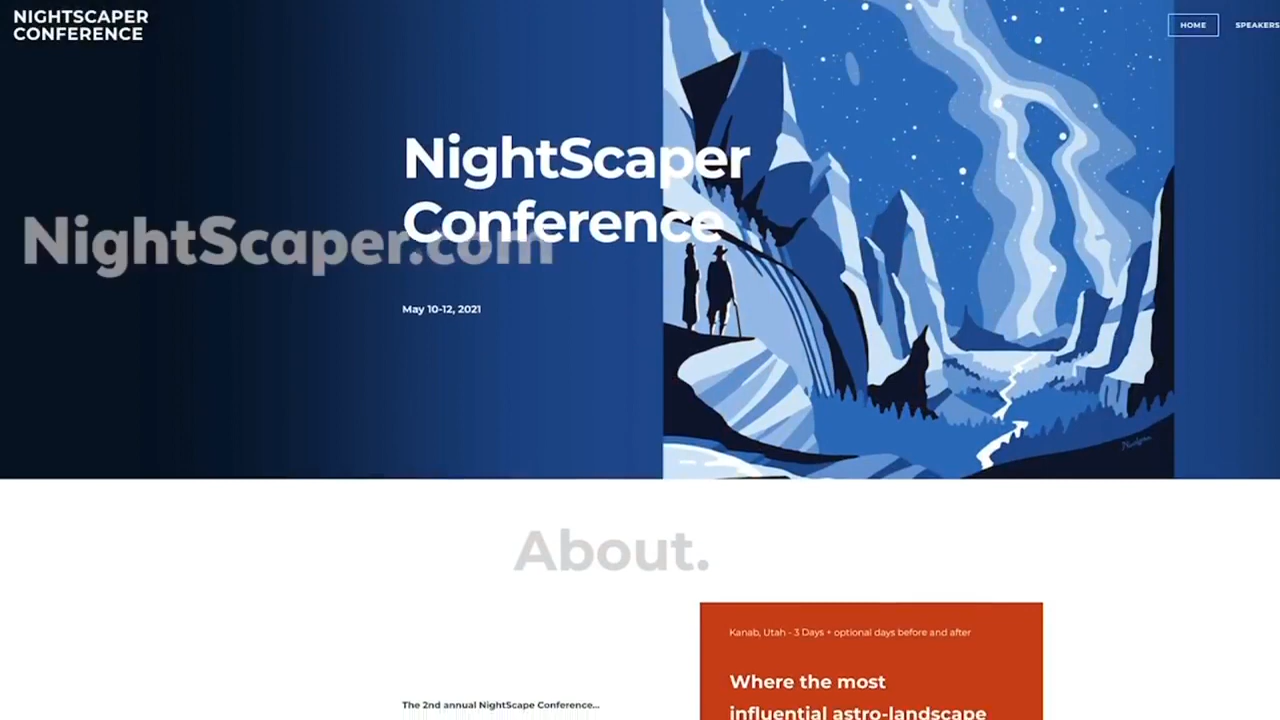 NIGHTSCAPER
CONFERENCE
HOME
SPEAKERS
NightScaper
Conference
NightScaper.com
May 10-12, 2021
About.
Kanab, Utah - 3 Days + optional days before and after
Where the most
influential astro-landscape
The 2nd annual NightScape Conference...